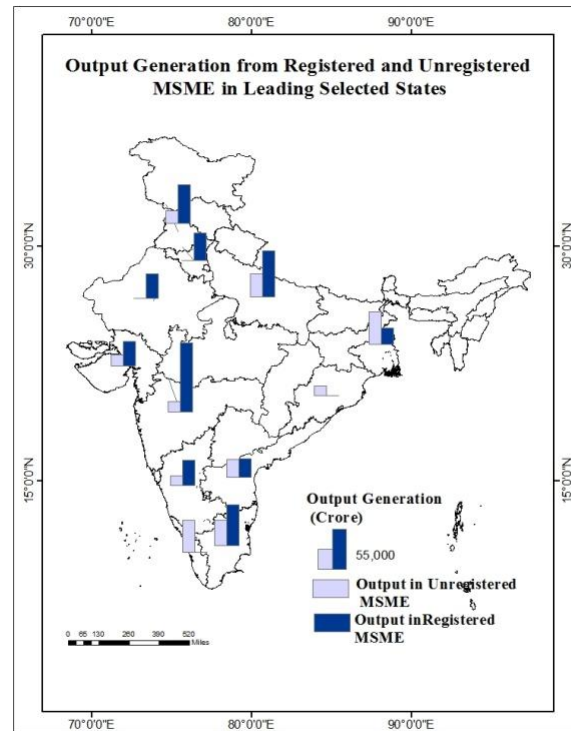 70°0'0"E 80°0'0"E 90°0'0"E
Output Generation from Registered and Unregistered
MSME in Leading Selected States
30°0'0"N 30°0'0"N
15°0'0"N 15°0'0"N
Output Generation
(Crore)
55,000
Output in Unregistered
MSME
Output inRegistered
MSME
0 65 130 260 390 520
Miles
70°0'0"E 80°0'0"E 90°0'0"E